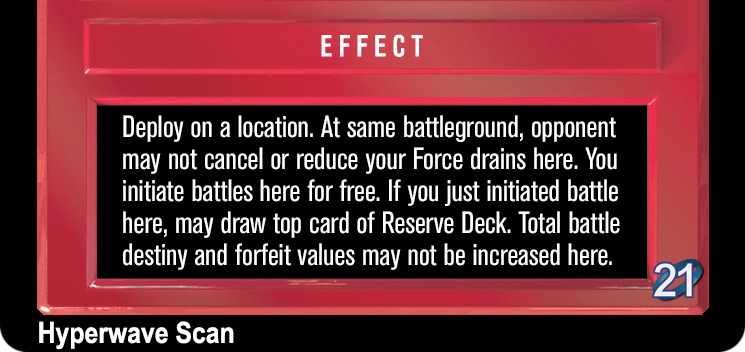 EFFECT
Deploy on a location. At same battleground, opponent
may not cancel or reduce your Force drains here. You
initiate battles here for free. If you just initiated battle
here, may draw top card of Reserve Deck. Total battle
destiny and forfeit values may not be increased here.
21
Hyperwave Scan